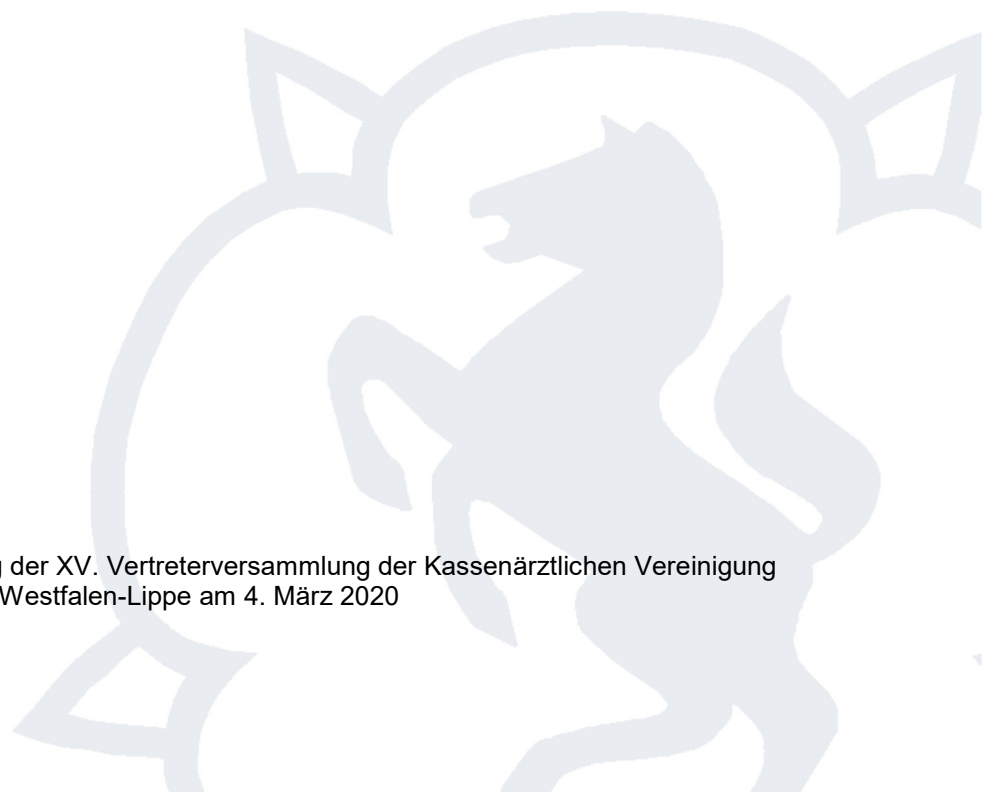 der XV. Vertreterversammlung der Kassenärztlichen Vereinigung
Westfalen-Lippe am 4. März 2020